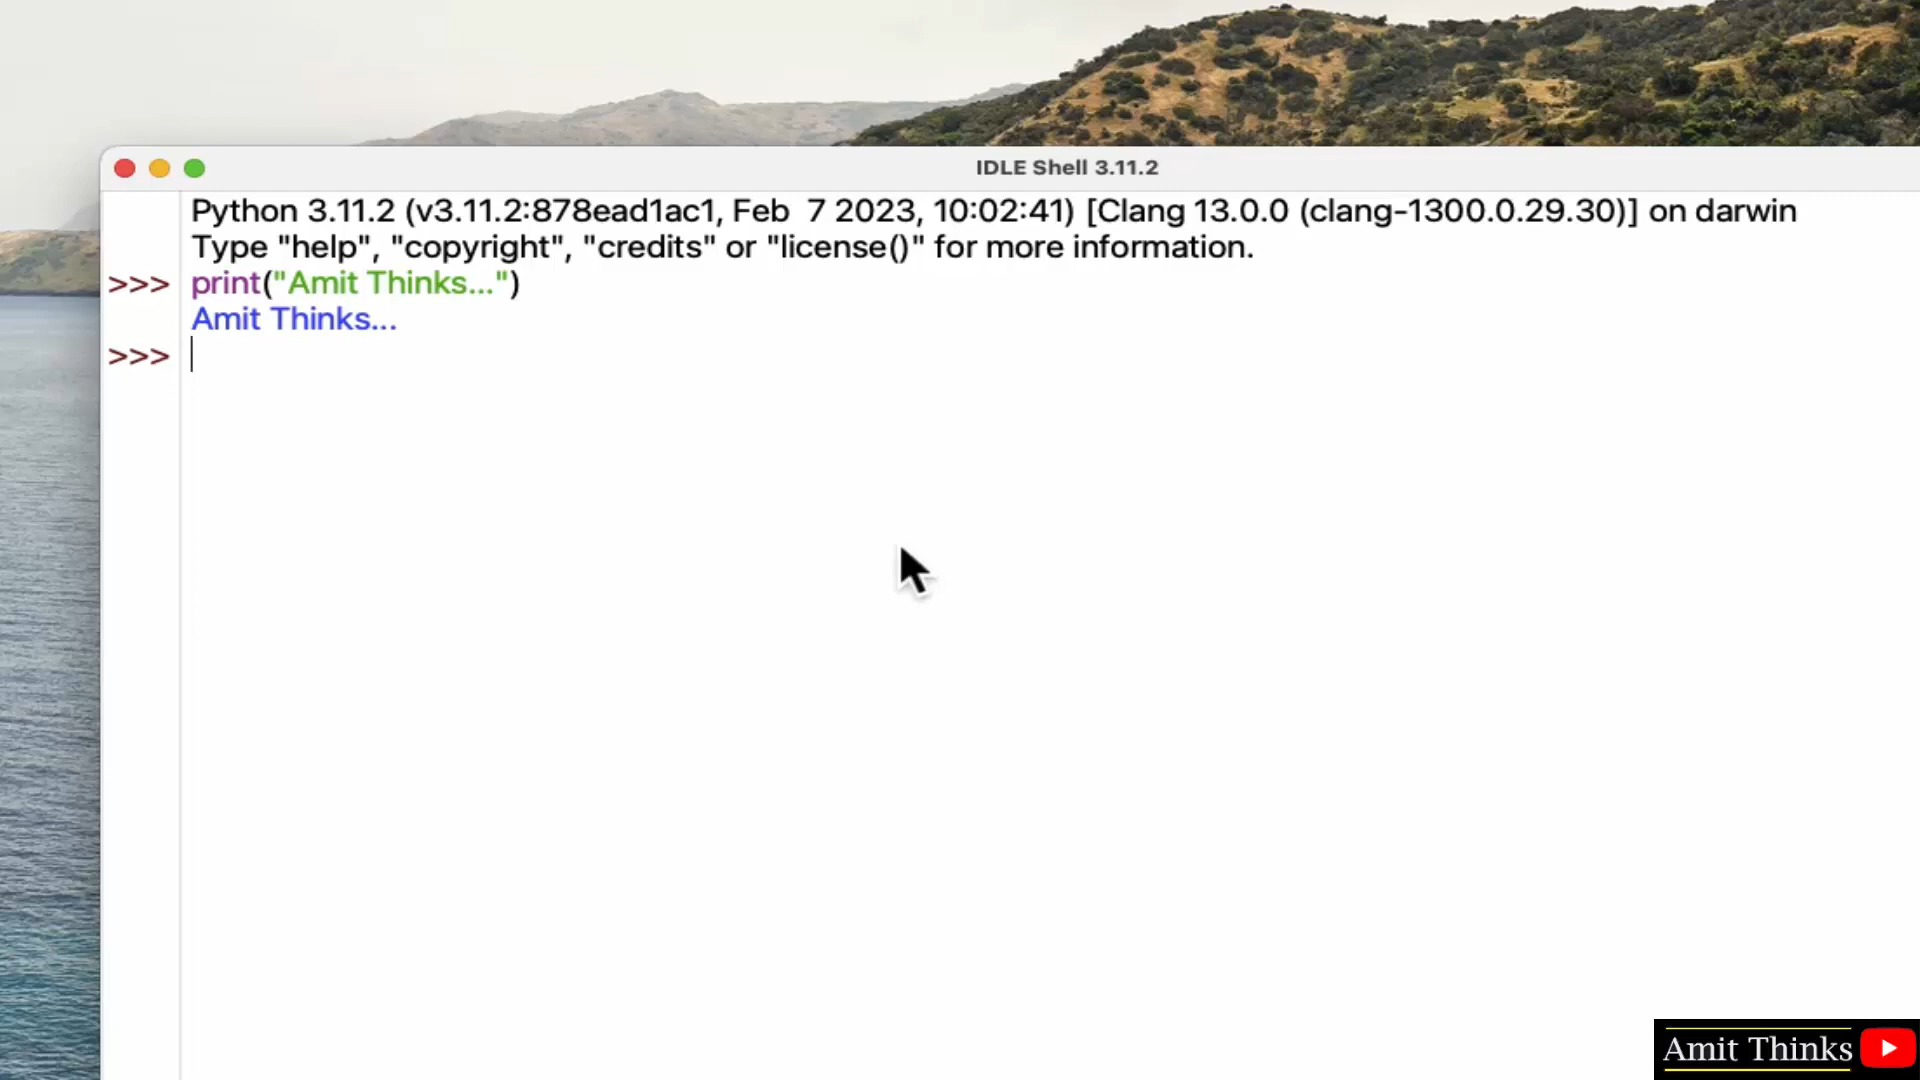 IDLE Shell 3.11.2
Python 3.11.2 (v3.11.2:878ead1ac1, Feb  7 2023, 10:02:41) [Clang 13.0.0 (clang-1300.0.29.30)] on darwin
Type "help", "copyright", "credits" or "license()" for more information.
>>> print("Amit Thinks...")
Amit Thinks...
>>>
Amit Thinks